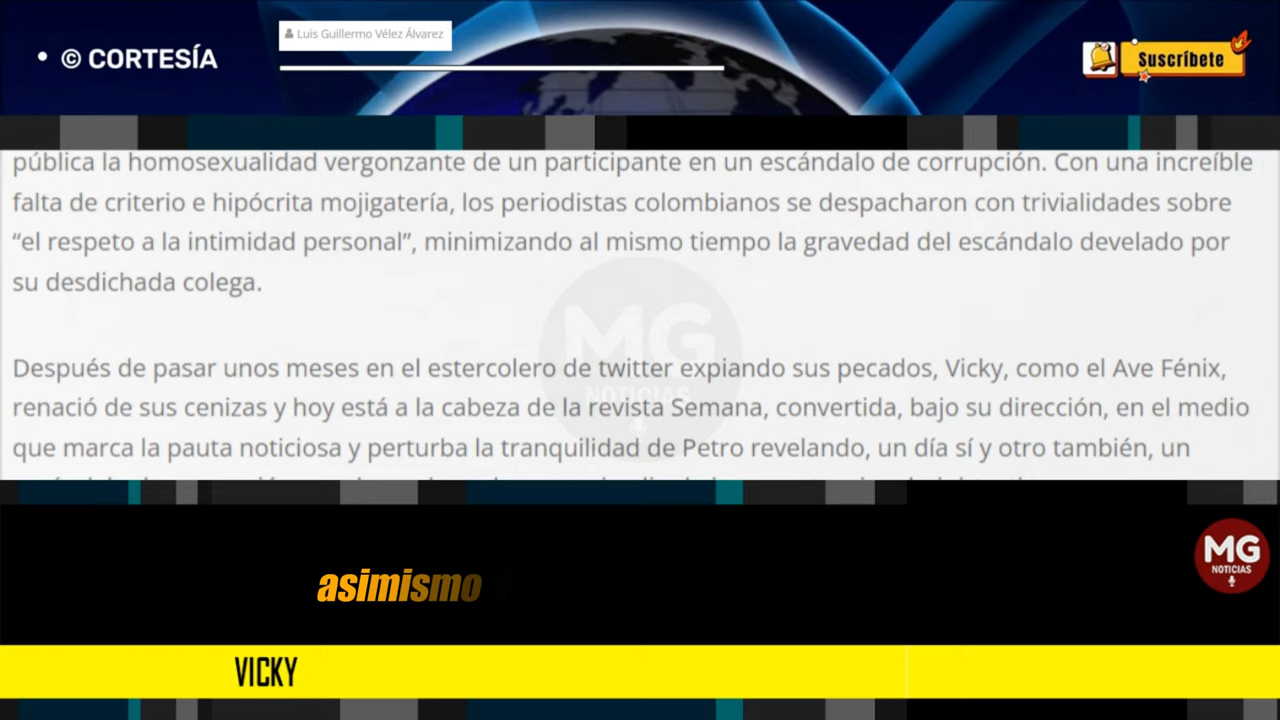 • © CORTESÍA
Luis Guillermo Vélez Álvarez
Suscríbete
pública la homosexualidad vergonzante de un participante en un escándalo de corrupción. Con una increíble
falta de criterio e hipócrita mojigatería, los periodistas colombianos se despacharon con trivialidades sobre
“el respeto a la intimidad personal”, minimizando al mismo tiempo la gravedad del escándalo develado por
su desdichada colega.
Después de pasar unos meses en el estercolero de twitter expiando sus pecados, Vicky, como el Ave Fénix,
renació de sus cenizas y hoy está a la cabeza de la revista Semana, convertida, bajo su dirección, en el medio
que marca la pauta noticiosa y perturba la tranquilidad de Petro revelando, un día sí y otro también, un
MG
NOTICIAS
asimismo
MG
NOTICIAS
VICKY